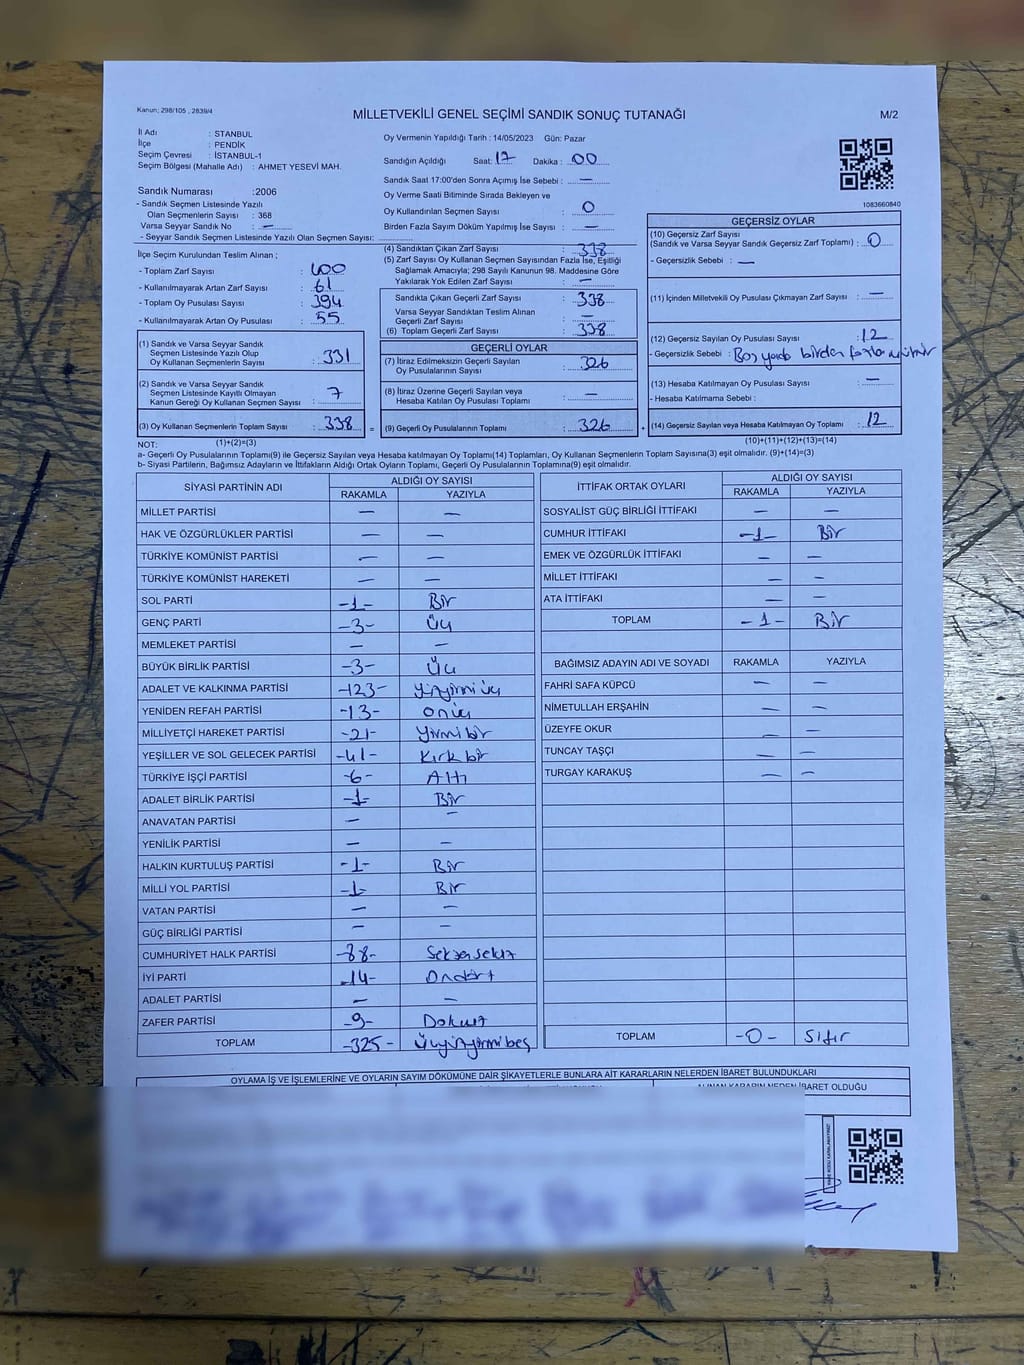 Kanun; 298/105 , 2839/4
MİLLETVEKİLİ GENEL SEÇİMİ SANDIK SONUÇ TUTANAĞI
M/2
İl Adı : STANBUL
İlçe : PENDİK
Seçim Çevresi : İSTANBUL-1
Seçim Bölgesi (Mahalle Adı) : AHMET YESEVİ MAH.
Sandık Numarası :2006
- Sandık Seçmen Listesinde Yazılı
Olan Seçmenlerin Sayısı : 368
Varsa Seyyar Sandık No : —
- Seyyar Sandık Seçmen Listesinde Yazılı Olan Seçmen Sayısı:
Oy Vermenin Yapıldığı Tarih : 14/05/2023 Gün: Pazar
Sandığın Açıldığı Saat: 17 Dakika : 00
Sandık Saat 17:00'den Sonra Açımış İse Sebebi : —
Oy Verme Saati Bitiminde Sırada Bekleyen ve
Oy Kullandırılan Seçmen Sayısı : 0
Birden Fazla Sayım Döküm Yapılmış İse Sayısı : —
1083660840
İlçe Seçim Kurulundan Teslim Alınan ;
- Toplam Zarf Sayısı : 400
- Kullanılmayarak Artan Zarf Sayısı : 61
- Toplam Oy Pusulası Sayısı : 394
- Kullanılmayarak Artan Oy Pusulası : 55
(1) Sandık ve Varsa Seyyar Sandık
Seçmen Listesinde Yazılı Olup
Oy Kullanan Seçmenlerin Sayısı : 331
(2) Sandık ve Varsa Seyyar Sandık
Seçmen Listesinde Kayıtlı Olmayan
Kanun Gereği Oy Kullanan Seçmen Sayısı : 7
(3) Oy Kullanan Seçmenlerin Toplam Sayısı : 338 =
(4) Sandıktan Çıkan Zarf Sayısı : 338
(5) Zarf Sayısı Oy Kullanan Seçmen Sayısından Fazla İse, Eşitliği
Sağlamak Amacıyla; 298 Sayılı Kanunun 98. Maddesine Göre
Yakılarak Yok Edilen Zarf Sayısı : —
Sandıkta Çıkan Geçerli Zarf Sayısı : 338
Varsa Seyyar Sandıktan Teslim Alınan
Geçerli Zarf Sayısı : —
(6) Toplam Geçerli Zarf Sayısı : 338
GEÇERLİ OYLAR
(7) İtiraz Edilmeksizin Geçerli Sayılan
Oy Pusulalarının Sayısı : 326
(8) İtiraz Üzerine Geçerli Sayılan veya
Hesaba Katılan Oy Pusulası Toplamı : —
(9) Geçerli Oy Pusulalarının Toplamı : 326 +
GEÇERSİZ OYLAR
(10) Geçersiz Zarf Sayısı
(Sandık ve Varsa Seyyar Sandık Geçersiz Zarf Toplamı) : 0
- Geçersizlik Sebebi : —
(11) İçinden Milletvekili Oy Pusulası Çıkmayan Zarf Sayısı : —
(12) Geçersiz Sayılan Oy Pusulası Sayısı : 12
- Geçersizlik Sebebi : Boş yada birden fazla mühür
(13) Hesaba Katılmayan Oy Pusulası Sayısı : —
- Hesaba Katılmama Sebebi :
(14) Geçersiz Sayılan veya Hesaba Katılmayan Oy Toplamı : 12
NOT: (1)+(2)=(3)
(10)+(11)+(12)+(13)=(14)
a- Geçerli Oy Pusulalarının Toplamı(9) ile Geçersiz Sayılan veya Hesaba katılmayan Oy Toplamı(14) Toplamları, Oy Kullanan Seçmenlerin Toplam Sayısına(3) eşit olmalıdır. (9)+(14)=(3)
b- Siyasi Partilerin, Bağımsız Adayların ve İttifakların Aldığı Ortak Oyların Toplamı, Geçerli Oy Pusulalarının Toplamına(9) eşit olmalıdır.
SİYASİ PARTİNİN ADI ALDIĞI OY SAYISI
RAKAMLA YAZIYLA
MİLLET PARTİSİ — —
HAK VE ÖZGÜRLÜKLER PARTİSİ — —
TÜRKİYE KOMÜNİST PARTİSİ — —
TÜRKİYE KOMÜNİST HAREKETİ — —
SOL PARTİ -1- Bir
GENÇ PARTİ -3- Üç
MEMLEKET PARTİSİ — —
BÜYÜK BİRLİK PARTİSİ -3- Üç
ADALET VE KALKINMA PARTİSİ -123- Yüzyirmi üç
YENİDEN REFAH PARTİSİ -13- onüç
MİLLİYETÇİ HAREKET PARTİSİ -21- Yirmi bir
YEŞİLLER VE SOL GELECEK PARTİSİ -41- Kırk bir
TÜRKİYE İŞÇİ PARTİSİ -6- Altı
ADALET BİRLİK PARTİSİ -1- Bir
ANAVATAN PARTİSİ — —
YENİLİK PARTİSİ — —
HALKIN KURTULUŞ PARTİSİ -1- Bir
MİLLİ YOL PARTİSİ -1- Bir
VATAN PARTİSİ — —
GÜÇ BİRLİĞİ PARTİSİ — —
CUMHURİYET HALK PARTİSİ -88- Seksensekiz
İYİ PARTİ -14- Ondört
ADALET PARTİSİ — —
ZAFER PARTİSİ -9- Dokuz
TOPLAM -325- Üçyüzyirmibeş
İTTİFAK ORTAK OYLARI ALDIĞI OY SAYISI
RAKAMLA YAZIYLA
SOSYALİST GÜÇ BİRLİĞİ İTTİFAKI — —
CUMHUR İTTİFAKI -1- Bir
EMEK VE ÖZGÜRLÜK İTTİFAKI — —
MİLLET İTTİFAKI — —
ATA İTTİFAKI — —
TOPLAM -1- Bir
BAĞIMSIZ ADAYIN ADI VE SOYADI RAKAMLA YAZIYLA
FAHRİ SAFA KÜPCÜ — —
NİMETULLAH ERŞAHİN — —
ÜZEYFE OKUR — —
TUNCAY TAŞÇI — —
TURGAY KARAKUŞ — —
TOPLAM -0- Sıfır
OYLAMA İŞ VE İŞLEMLERİNE VE OYLARIN SAYIM DÖKÜMÜNE DAİR ŞİKAYETLERLE BUNLARA AİT KARARLARIN NELERDEN İBARET BULUNDUKLARI
ALINAN KARARIN NEDEN İBARET OLDUĞU